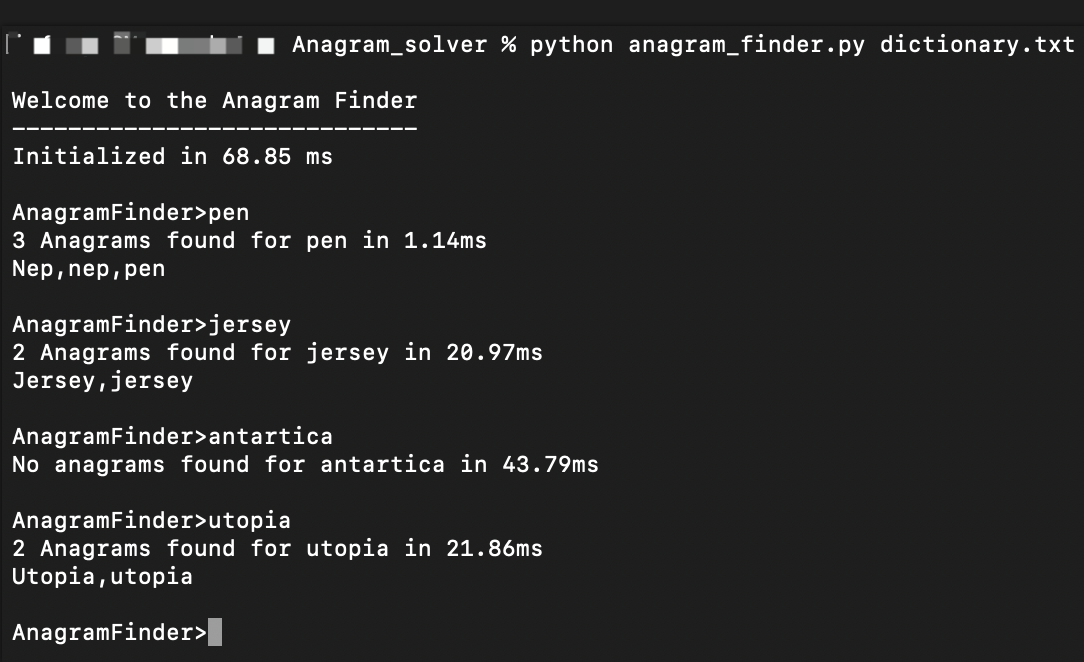 Anagram_solver % python anagram_finder.py dictionary.txt
Welcome to the Anagram Finder
-----------------------------
Initialized in 68.85 ms
AnagramFinder>pen
3 Anagrams found for pen in 1.14ms
Nep,nep,pen
AnagramFinder>jersey
2 Anagrams found for jersey in 20.97ms
Jersey,jersey
AnagramFinder>antartica
No anagrams found for antartica in 43.79ms
AnagramFinder>utopia
2 Anagrams found for utopia in 21.86ms
Utopia,utopia
AnagramFinder>